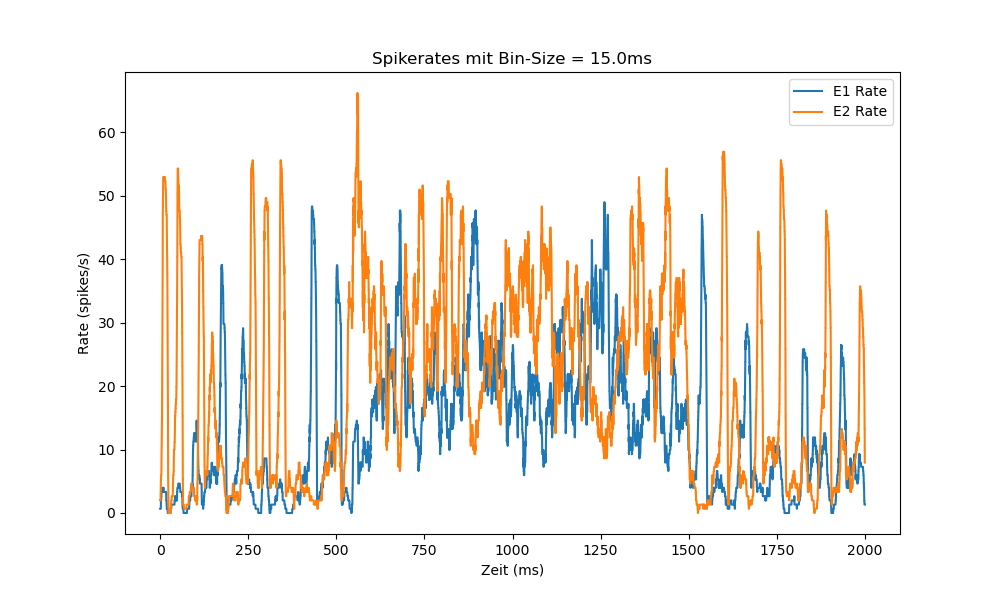 Spikerates mit Bin-Size = 15.0ms
E1 Rate
E2 Rate
60
50
40
30
20
10
0
Rate (spikes/s)
0 250 500 750 1000 1250 1500 1750 2000
Zeit (ms)